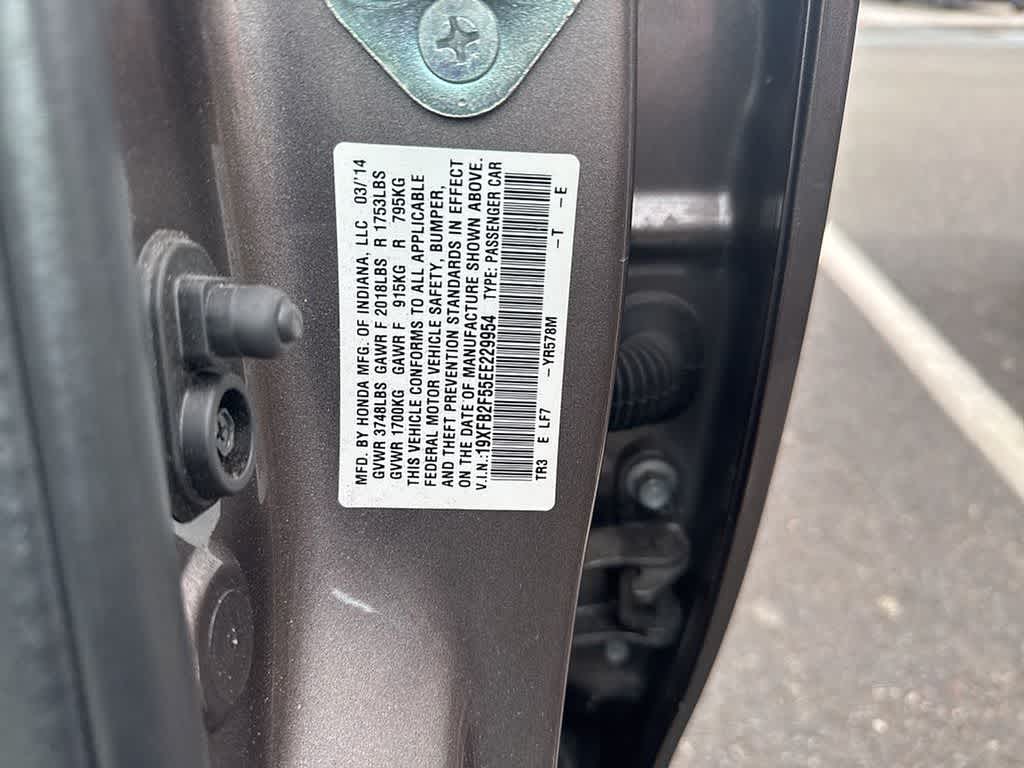 MFD. BY HONDA MFG. OF INDIANA, LLC 03/'14
GVWR 3748LBS GAWR F 2018LBS R 1753LBS
GVWR 1700KG GAWR F 915KG R 795KG
THIS VEHICLE CONFORMS TO ALL APPLICABLE
FEDERAL MOTOR VEHICLE SAFETY, BUMPER,
AND THEFT PREVENTION STANDARDS IN EFFECT
ON THE DATE OF MANUFACTURE SHOWN ABOVE.
V.I.N.:19XFB2F55EE229954 TYPE: PASSENGER CAR
TR3 E LF7 -YR578M -T -E